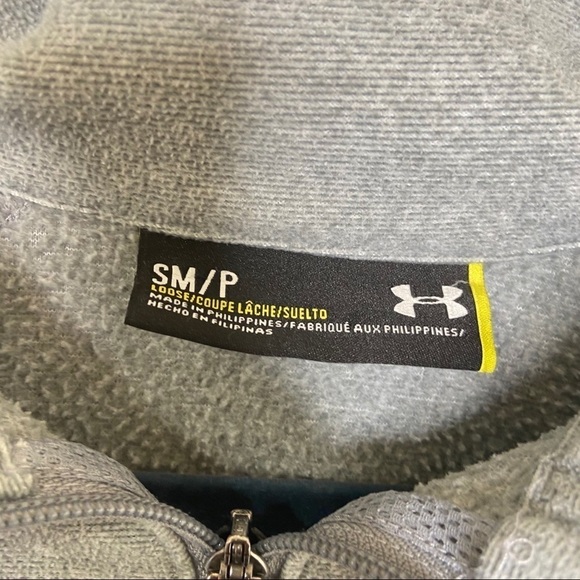 SM/P
LOOSE/COUPE LÂCHE/SUELTO
MADE IN PHILIPPINES/FABRIQUÉ AUX PHILIPPINES/
HECHO EN FILIPINAS